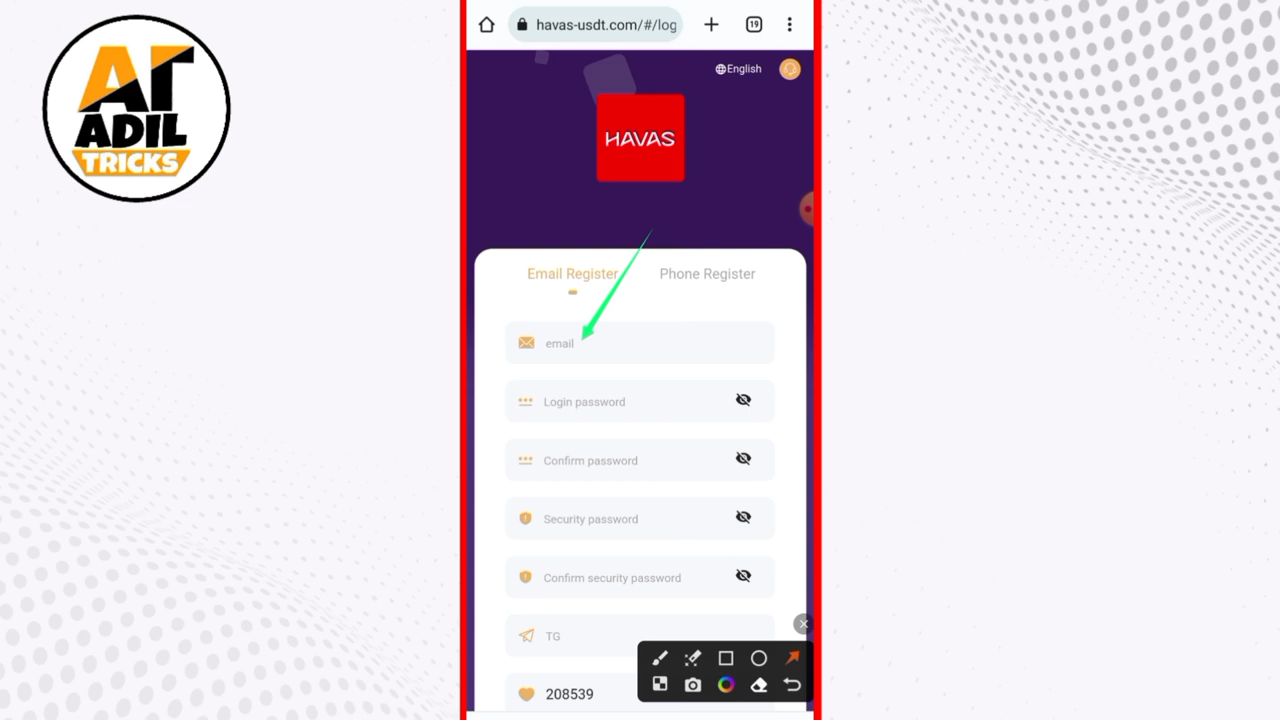 AT
ADIL
TRICKS
havas-usdt.com/#/log
19
English
HAVAS
Email Register
Phone Register
email
Login password
Confirm password
Security password
Confirm security password
TG
208539